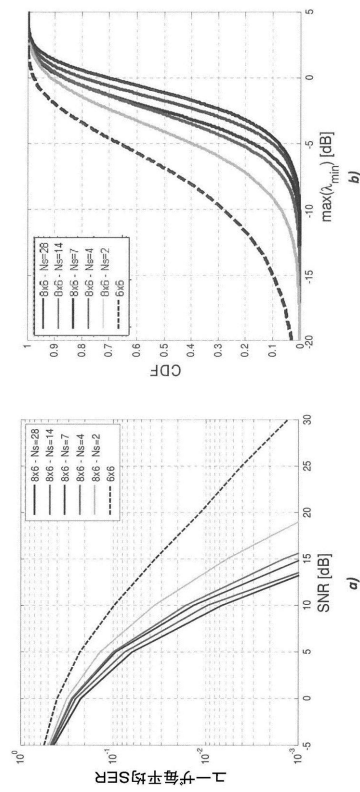 8x6 - Ns=28
8x6 - Ns=14
8x6 - Ns=7
8x6 - Ns=4
8x6 - Ns=2
6x6
10⁰
10⁻¹
10⁻²
10⁻³
ユーザ毎平均SER
-5
0
5
10
15
20
25
30
SNR [dB]
a)
8x6 - Ns=28
8x6 - Ns=14
8x6 - Ns=7
8x6 - Ns=4
8x6 - Ns=2
6x6
1
0.9
0.8
0.7
0.6
0.5
0.4
0.3
0.2
0.1
0
CDF
-20
-15
-10
-5
0
5
max(λmin) [dB]
b)